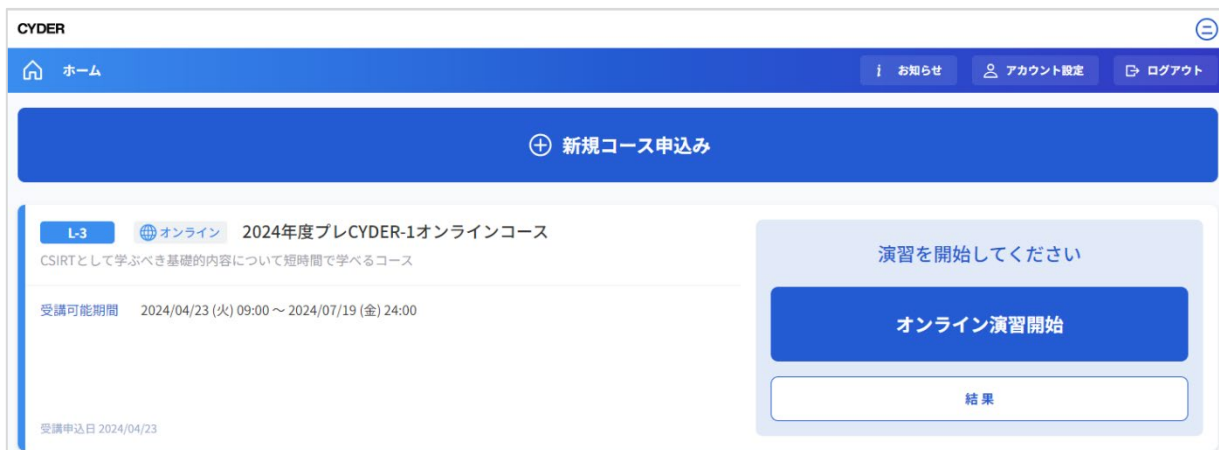 CYDER
ホーム
お知らせ
アカウント設定
ログアウト
新規コース申込み
L-3 オンライン 2024年度プレCYDER-1オンラインコース
CSIRTとして学ぶべき基礎的内容について短時間で学べるコース
受講可能期間 2024/04/23 (火) 09:00 ～ 2024/07/19 (金) 24:00
受講申込日 2024/04/23
演習を開始してください
オンライン演習開始
結果